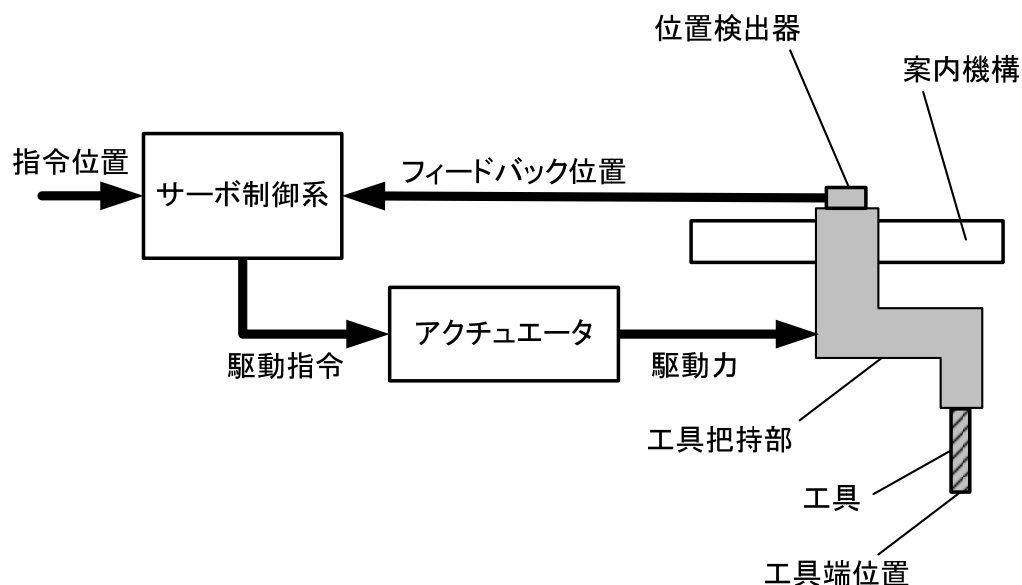 位置検出器
案内機構
指令位置
フィードバック位置
サーボ制御系
アクチュエータ
駆動指令
駆動力
工具把持部
工具
工具端位置